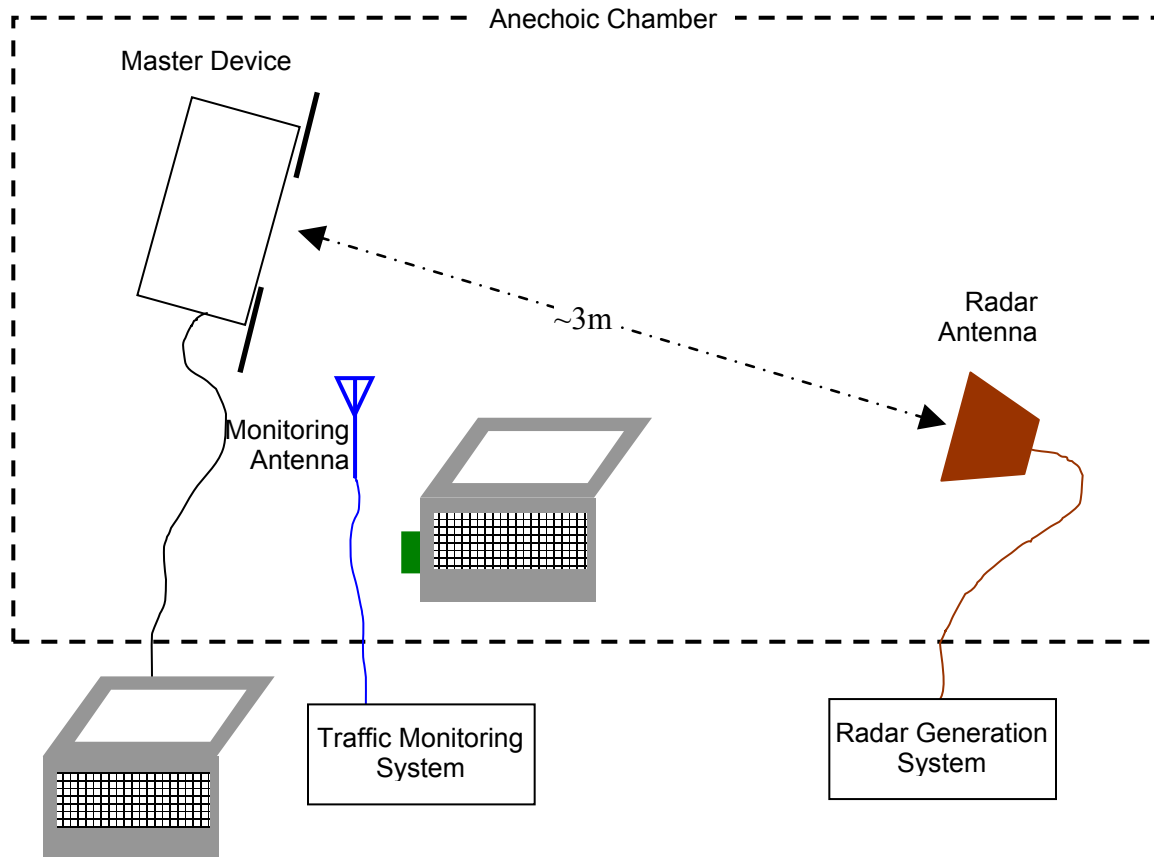 Anechoic Chamber
Master Device
~3m
Radar
Antenna
Monitoring
Antenna
Traffic Monitoring
System
Radar Generation
System